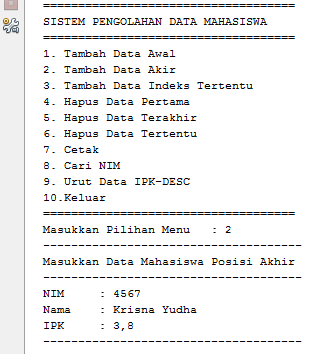 ===================================
SISTEM PENGOLAHAN DATA MAHASISWA
===================================
1. Tambah Data Awal
2. Tambah Data Akir
3. Tambah Data Indeks Tertentu
4. Hapus Data Pertama
5. Hapus Data Terakhir
6. Hapus Data Tertentu
7. Cetak
8. Cari NIM
9. Urut Data IPK-DESC
10.Keluar
===================================
Masukkan Pilihan Menu   : 2
------------------------------------
Masukkan Data Mahasiswa Posisi Akhir
------------------------------------
NIM     : 4567
Nama    : Krisna Yudha
IPK     : 3,8
------------------------------------